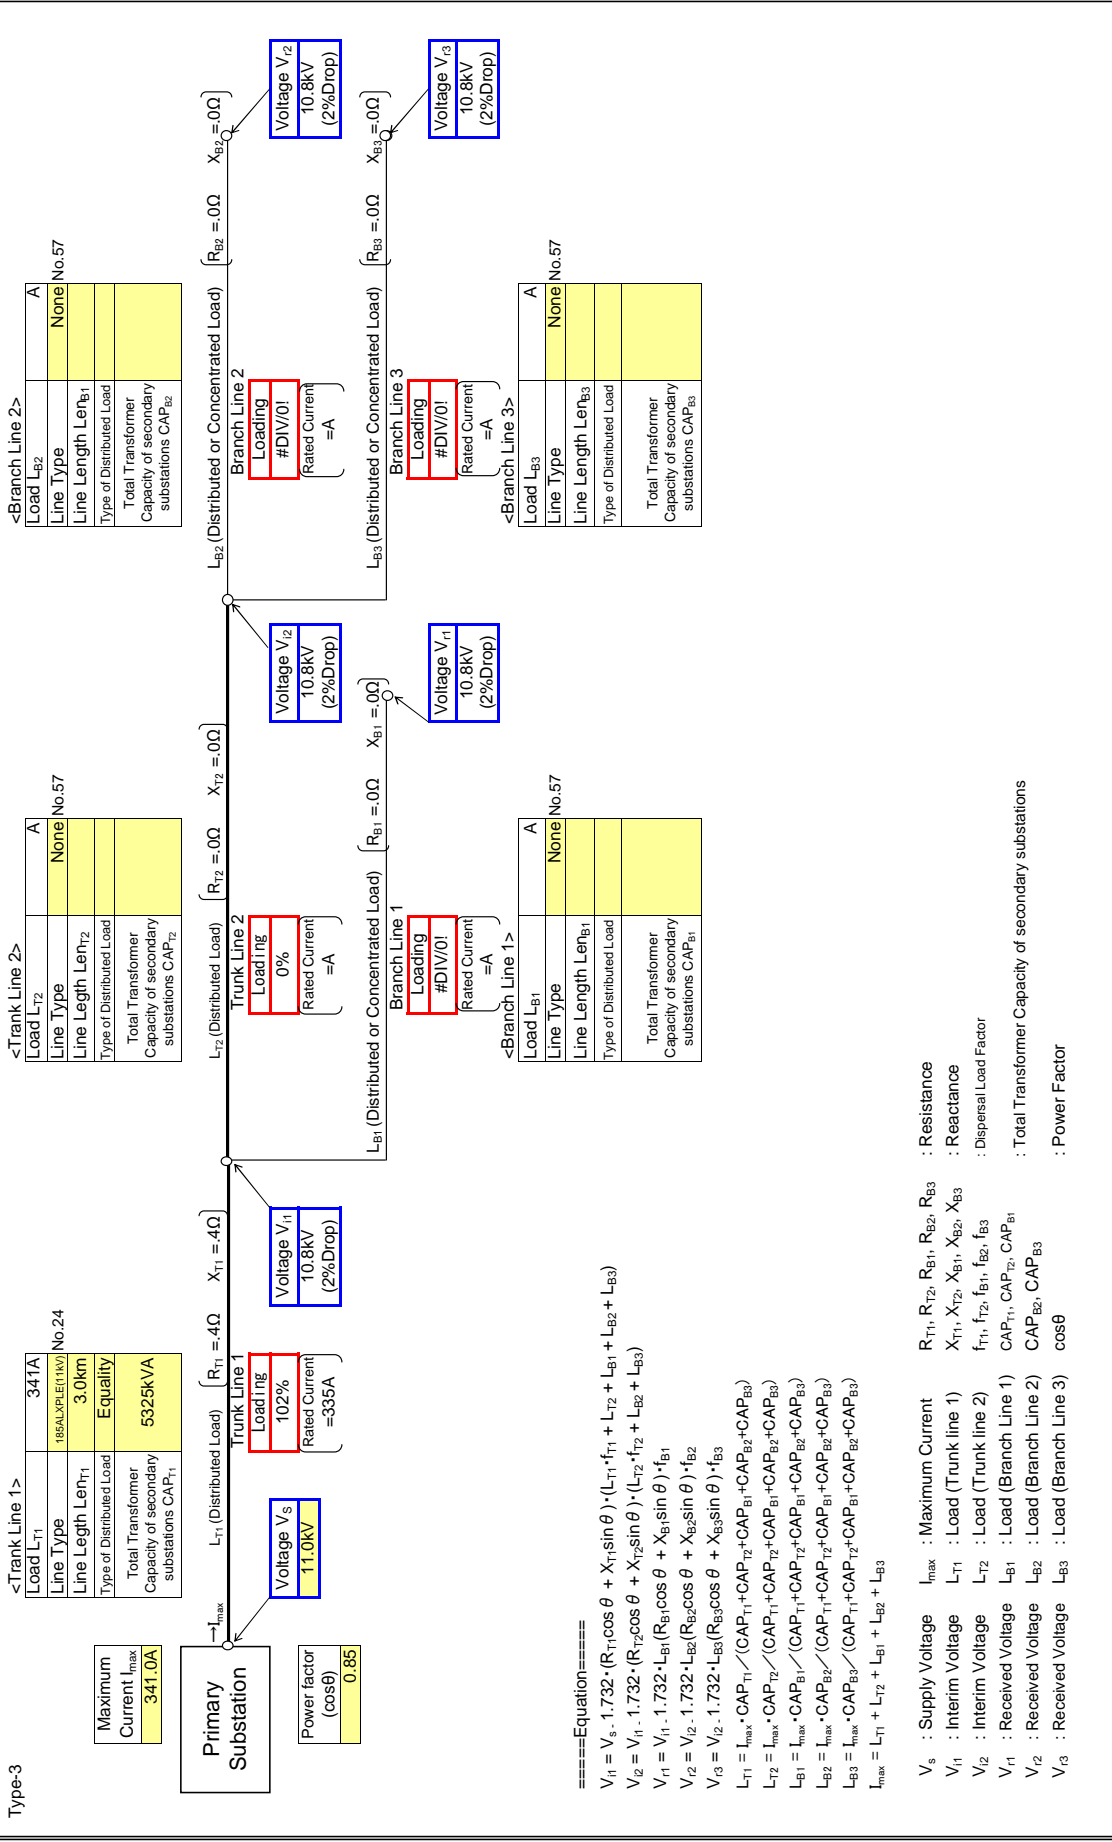 Type-3
Maximum
Current Imax
341.0A
Primary
Substation
Power factor
(cosθ)
0.85
→Imax
Voltage VS
11.0kV
<Trank Line 1>
Load LT1 341A
Line Type 185ALXPLE(11kV) No.24
Line Length LenT1 3.0km
Type of Distributed Load Equality
Total Transformer
Capacity of secondary
substations CAPT1
5325kVA
LT1 (Distributed Load)
RT1 =.4Ω XT1 =.4Ω
Trunk Line 1
Loading
102%
Rated Current
=335A
Voltage Vi1
10.8kV
(2%Drop)
<Trank Line 2>
Load LT2 A
Line Type None No.57
Line Legth LenT2
Type of Distributed Load
Total Transformer
Capacity of secondary
substations CAPT2
LT2 (Distributed Load)
RT2 =.0Ω XT2 =.0Ω
Trunk Line 2
Loading
0%
Rated Current
=A
Voltage Vi2
10.8kV
(2%Drop)
LB1 (Distributed or Concentrated Load)
RB1 =.0Ω XB1 =.0Ω
Branch Line 1
Loading
#DIV/0!
Rated Current
=A
Voltage Vr1
10.8kV
(2%Drop)
<Branch Line 1>
Load LB1 A
Line Type None No.57
Line Length LenB1
Type of Distributed Load
Total Transformer
Capacity of secondary
substations CAPB1
<Branch Line 2>
Load LB2 A
Line Type None No.57
Line Length LenB1
Type of Distributed Load
Total Transformer
Capacity of secondary
substations CAPB2
LB2 (Distributed or Concentrated Load)
RB2 =.0Ω XB2 =.0Ω
Branch Line 2
Loading
#DIV/0!
Rated Current
=A
Voltage Vr2
10.8kV
(2%Drop)
LB3 (Distributed or Concentrated Load)
RB3 =.0Ω XB3 =.0Ω
Branch Line 3
Loading
#DIV/0!
Rated Current
=A
Voltage Vr3
10.8kV
(2%Drop)
<Branch Line 3>
Load LB3 A
Line Type None No.57
Line Length LenB3
Type of Distributed Load
Total Transformer
Capacity of secondary
substations CAPB3
=====Equation=====
Vi1 = VS - 1.732・(RT1cosθ + XT1sinθ)・(LT1・fT1 + LT2 + LB1 + LB2 + LB3)
Vi2 = Vi1 - 1.732・(RT2cosθ + XT2sinθ)・(LT2・fT2 + LB2 + LB3)
Vr1 = Vi1 - 1.732・LB1(RB1cosθ + XB1sinθ)・fB1
Vr2 = Vi2 - 1.732・LB2(RB2cosθ + XB2sinθ)・fB2
Vr3 = Vi2 - 1.732・LB3(RB3cosθ + XB3sinθ)・fB3
LT1 = Imax・CAPT1／(CAPT1+CAPT2+CAPB1+CAPB2+CAPB3)
LT2 = Imax・CAPT2／(CAPT1+CAPT2+CAPB1+CAPB2+CAPB3)
LB1 = Imax・CAPB1／(CAPT1+CAPT2+CAPB1+CAPB2+CAPB3)
LB2 = Imax・CAPB2／(CAPT1+CAPT2+CAPB1+CAPB2+CAPB3)
LB3 = Imax・CAPB3／(CAPT1+CAPT2+CAPB1+CAPB2+CAPB3)
Imax = LT1 + LT2 + LB1 + LB2 + LB3
Vs : Supply Voltage Imax : Maximum Current RT1, RT2, RB1, RB2, RB3 : Resistance
Vi1 : Interim Voltage LT1 : Load (Trunk line 1) XT1, XT2, XB1, XB2, XB3 : Reactance
Vi2 : Interim Voltage LT2 : Load (Trunk line 2) fT1, fT2, fB1, fB2, fB3 : Dispersal Load Factor
Vr1 : Received Voltage LB1 : Load (Branch Line 1) CAPT1, CAPT2, CAPB1 : Total Transformer Capacity of secondary substations
Vr2 : Received Voltage LB2 : Load (Branch Line 2) CAPB2, CAPB3
Vr3 : Received Voltage LB3 : Load (Branch Line 3) cosθ : Power Factor